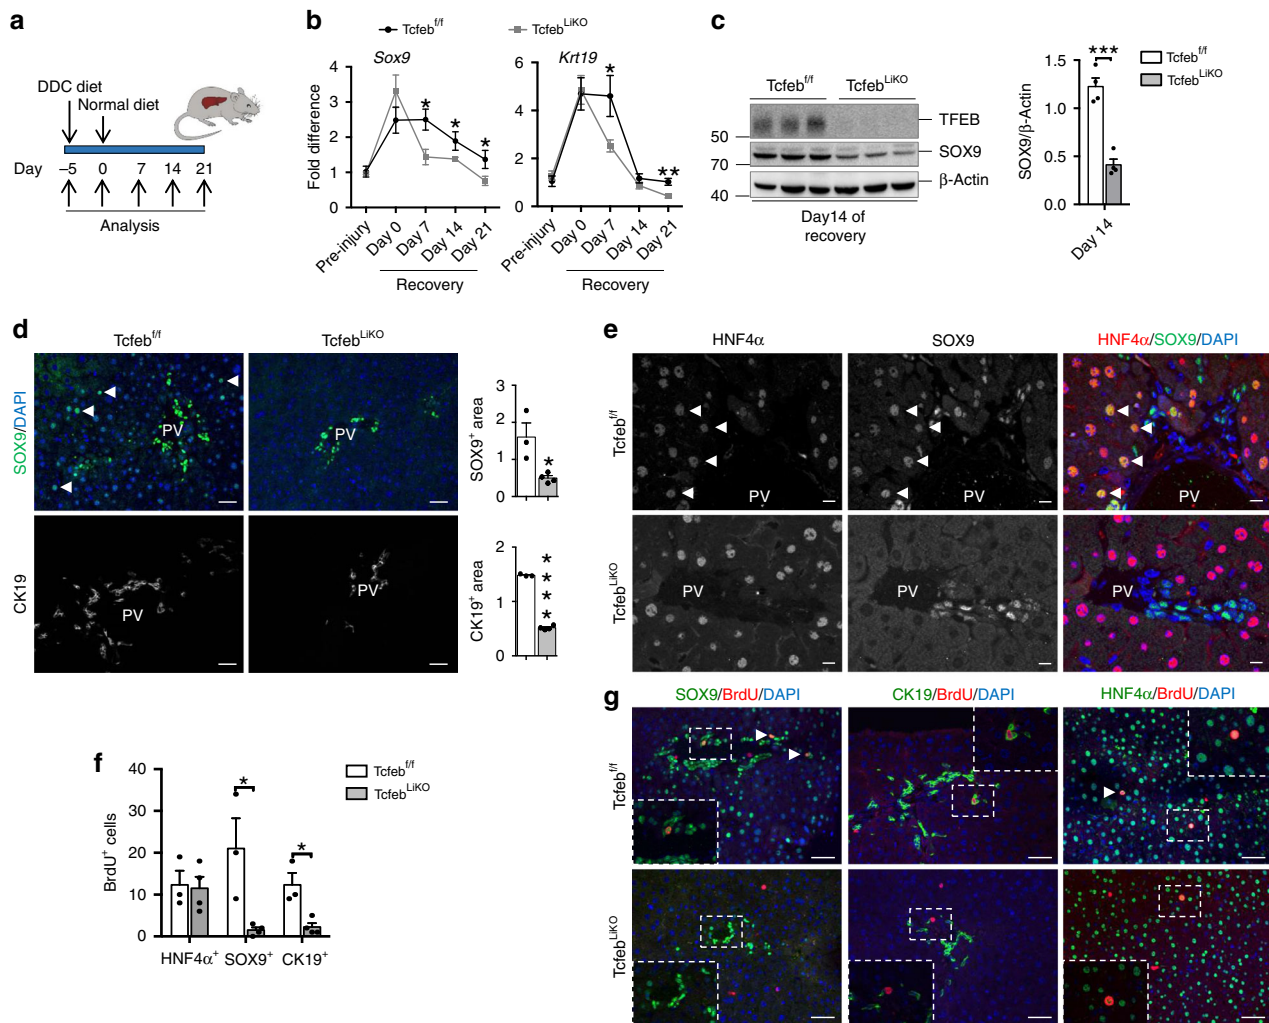 a
DDC diet
Normal diet
Day –5 0 7 14 21
Analysis
b
Tcfeb^f/f
Tcfeb^LiKO
Sox9
Fold difference
4
3
2
1
0
Pre-injury
Day 0
Day 7
Day 14
Day 21
Recovery
*
*
*
Krt19
6
4
2
0
Pre-injury
Day 0
Day 7
Day 14
Day 21
Recovery
*
**
c
Tcfeb^f/f
Tcfeb^LiKO
TFEB
50
SOX9
70
β-Actin
40
Day14 of
recovery
SOX9/β-Actin
1.5
1.0
0.5
0.0
***
Day 14
Tcfeb^f/f
Tcfeb^LiKO
d
Tcfeb^f/f
Tcfeb^LiKO
SOX9/DAPI
PV
PV
CK19
PV
PV
SOX9+ area
3
2
1
0
*
CK19+ area
2
1
0
*
*
*
*
e
HNF4α
SOX9
HNF4α/SOX9/DAPI
Tcfeb^f/f
PV
PV
PV
Tcfeb^LiKO
PV
PV
PV
f
BrdU+ cells
40
30
20
10
0
*
*
HNF4α+ SOX9+ CK19+
Tcfeb^f/f
Tcfeb^LiKO
g
SOX9/BrdU/DAPI
CK19/BrdU/DAPI
HNF4α/BrdU/DAPI
Tcfeb^f/f
Tcfeb^LiKO